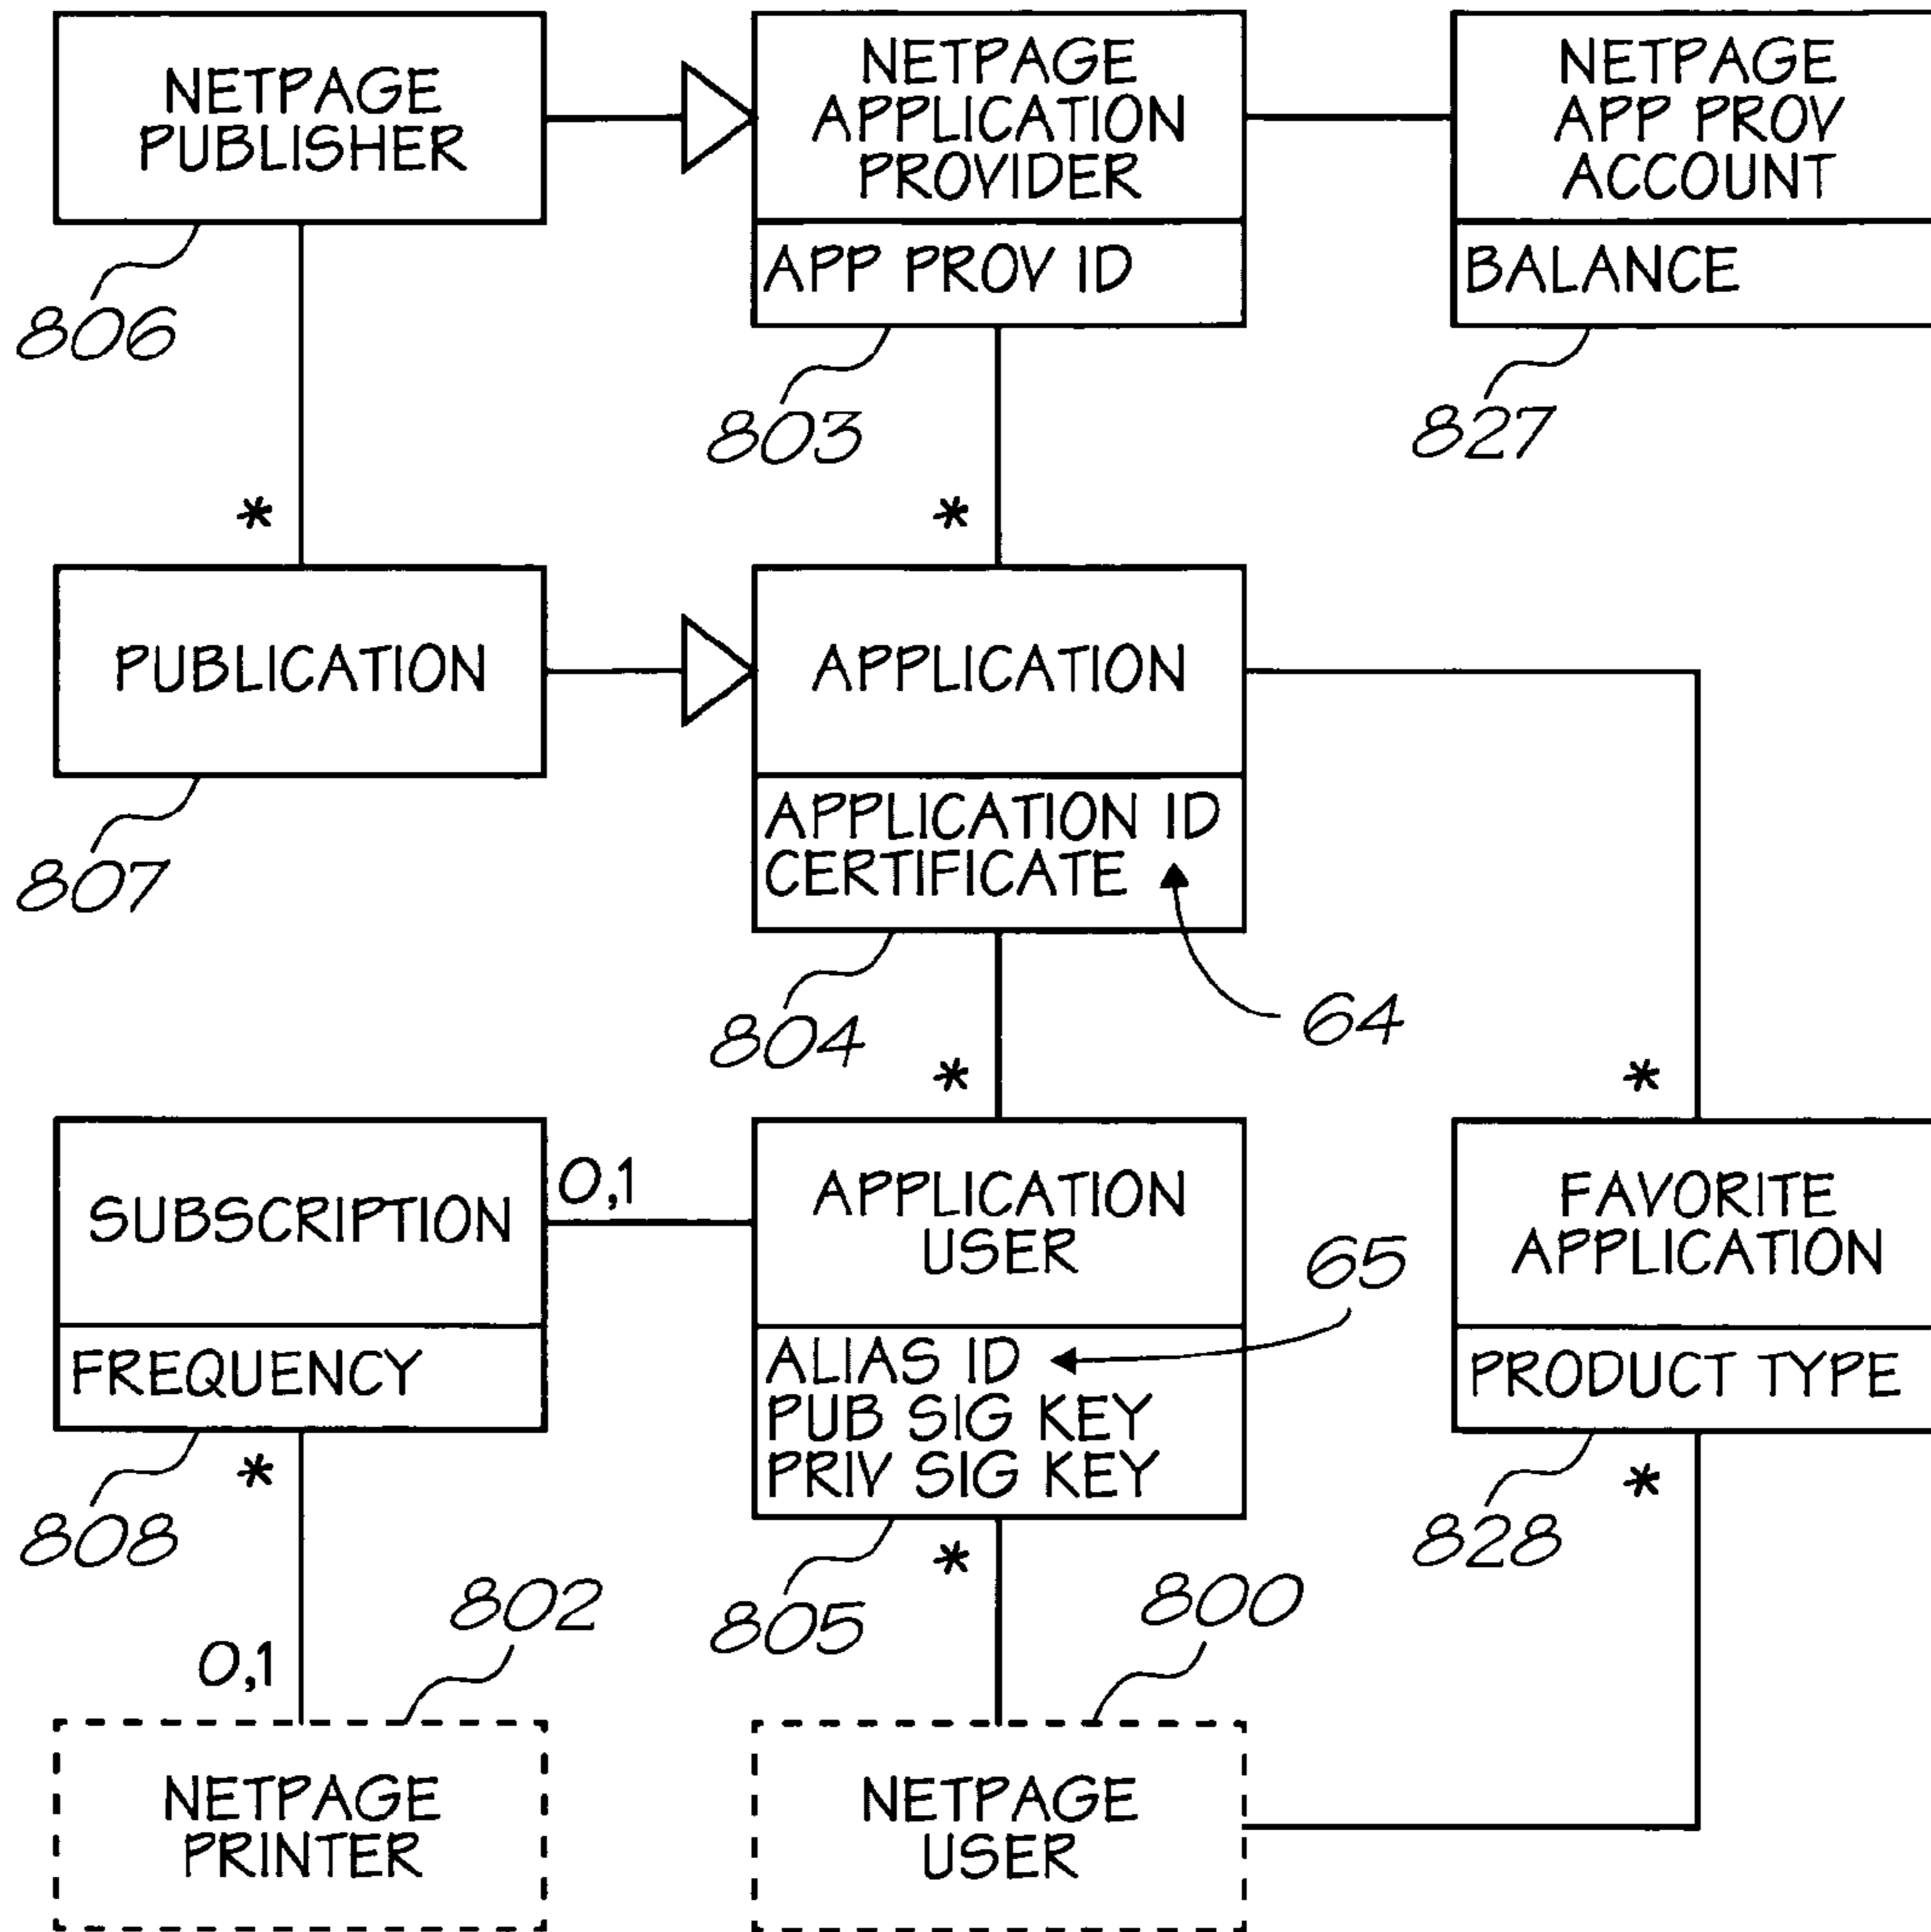 NETPAGE
PUBLISHER
806
NETPAGE
APPLICATION
PROVIDER
APP PROV ID
803
NETPAGE
APP PROV
ACCOUNT
BALANCE
827
*
*
PUBLICATION
807
APPLICATION
APPLICATION ID
CERTIFICATE
64
804
*
*
SUBSCRIPTION
FREQUENCY
808
0,1
APPLICATION
USER
ALIAS ID
PUB SIG KEY
PRIV SIG KEY
65
805
FAVORITE
APPLICATION
PRODUCT TYPE
828
*
*
*
0,1
802
800
NETPAGE
PRINTER
NETPAGE
USER